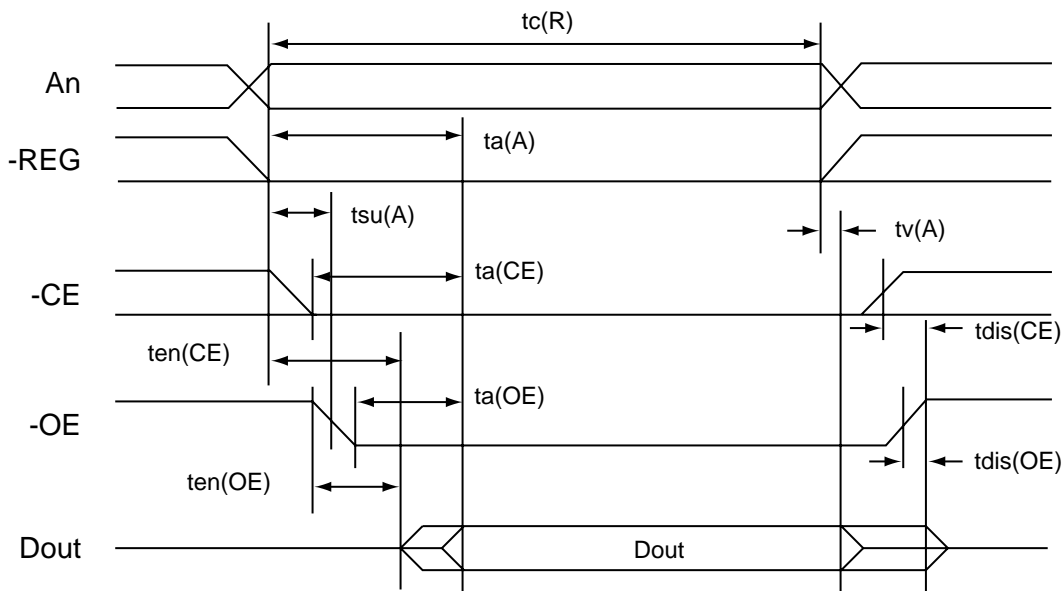 tc(R)
An
ta(A)
-REG
tsu(A)
tv(A)
ta(CE)
-CE
tdis(CE)
ten(CE)
ta(OE)
-OE
tdis(OE)
ten(OE)
Dout
Dout